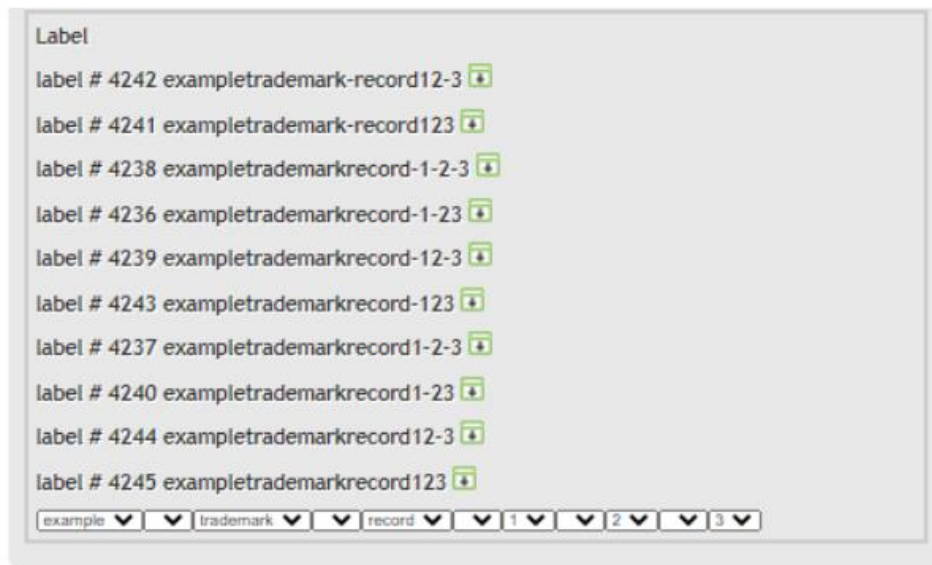 Label
label # 4242 exampletrademark-record12-3
label # 4241 exampletrademark-record123
label # 4238 exampletrademarkrecord-1-2-3
label # 4236 exampletrademarkrecord-1-23
label # 4239 exampletrademarkrecord-12-3
label # 4243 exampletrademarkrecord-123
label # 4237 exampletrademarkrecord1-2-3
label # 4240 exampletrademarkrecord1-23
label # 4244 exampletrademarkrecord12-3
label # 4245 exampletrademarkrecord123
example trademark record 1 2 3